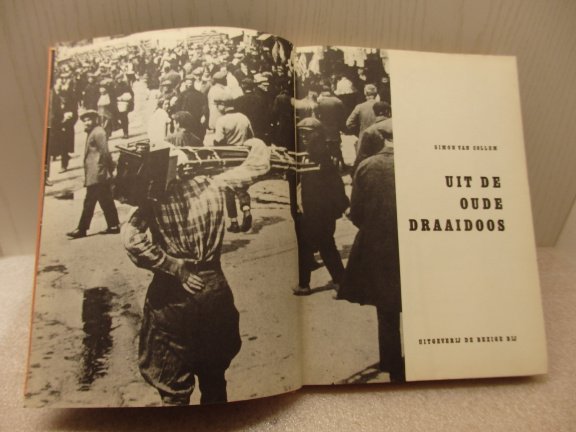 SIMON VAN COLLEM
UIT DE
OUDE
DRAAIDOOS
UITGEVERIJ DE BEZIGE BIJ